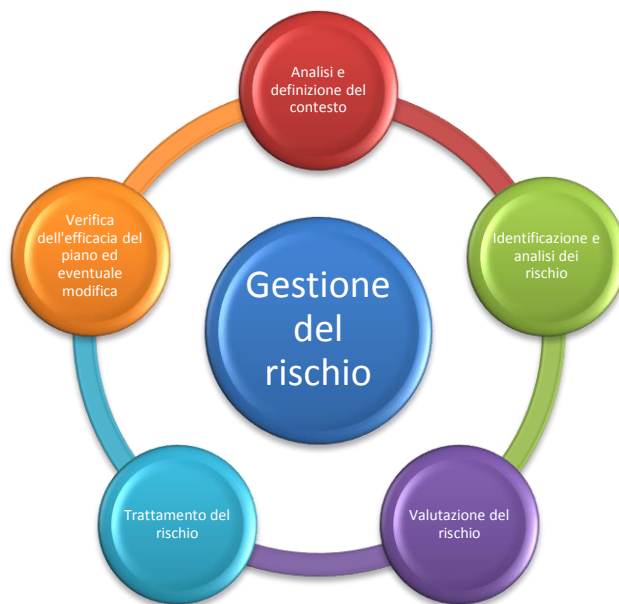 Analisi e
definizione del
contesto
Identificazione e
analisi dei
rischio
Valutazione del
rischio
Trattamento del
rischio
Verifica
dell'efficacia del
piano ed
eventuale
modifica
Gestione
del
rischio